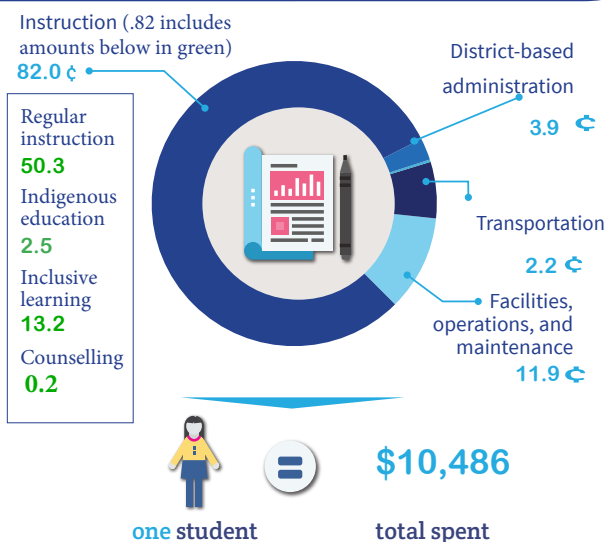 Instruction (.82 includes
amounts below in green)
82.0 ¢
Regular
instruction
50.3
Indigenous
education
2.5
Inclusive
learning
13.2
Counselling
0.2
District-based
administration
3.9 ¢
Transportation
2.2 ¢
Facilities,
operations, and
maintenance
11.9 ¢
$10,486
one student
total spent